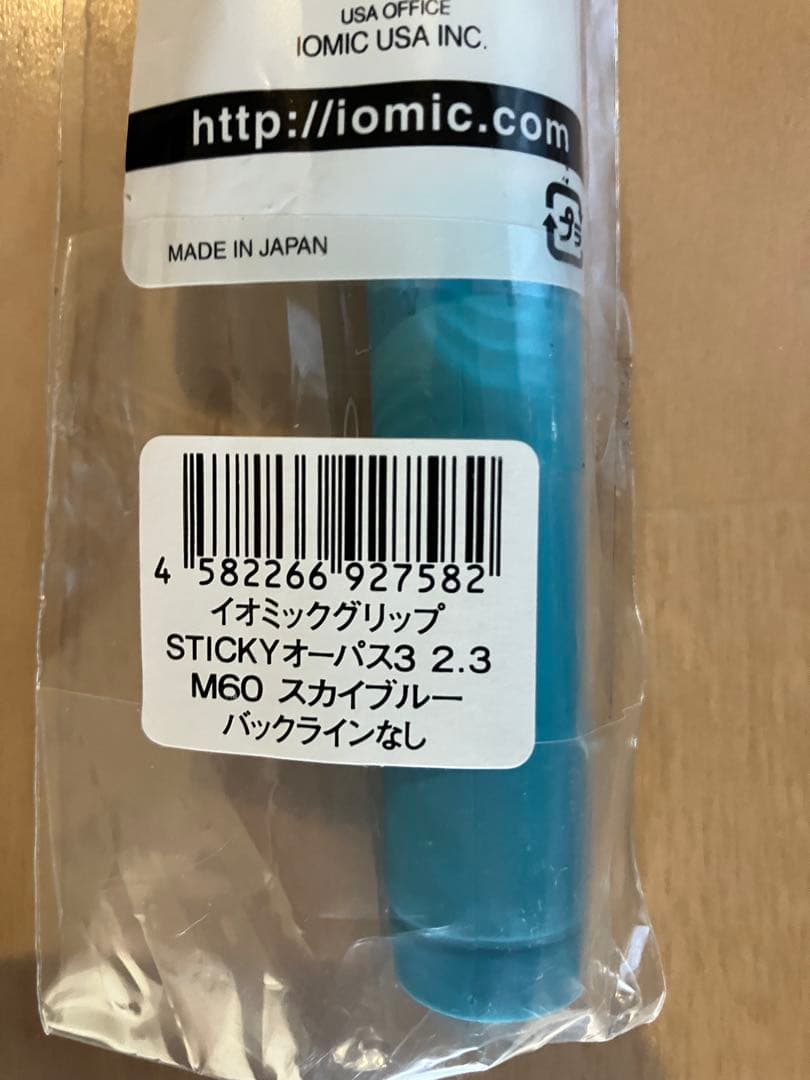 USA OFFICE
IOMIC USA INC.
http://iomic.com
プラ
MADE IN JAPAN
4 582266 927582
イオミックグリップ
STICKYオーパス3 2.3
M60 スカイブルー
バックラインなし